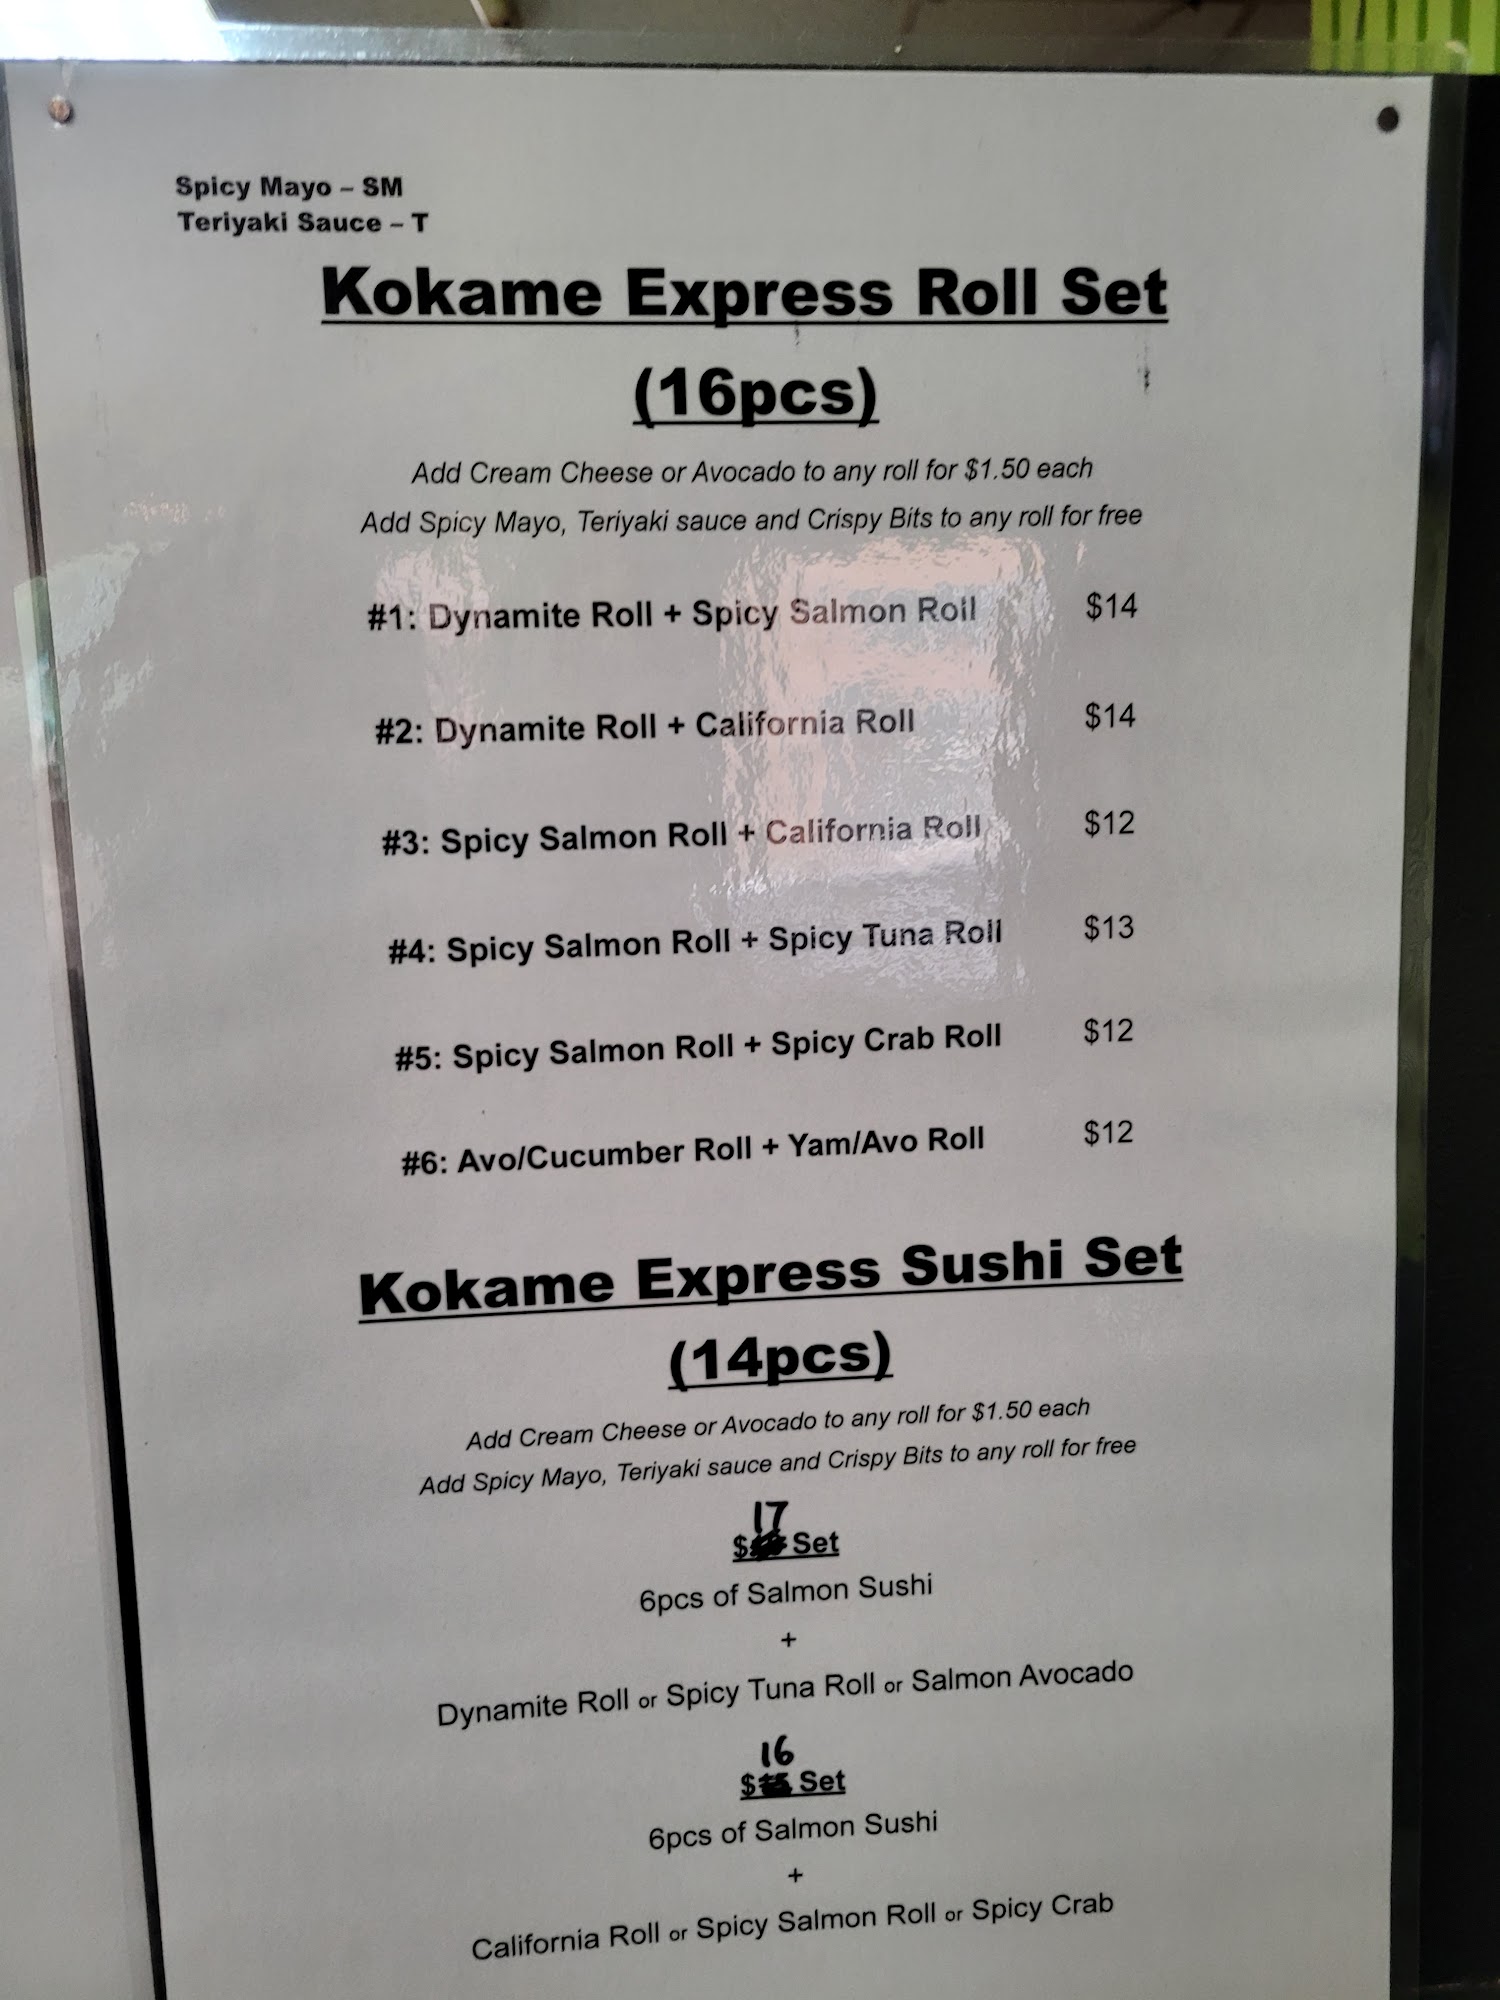 Spicy Mayo – SM
Teriyaki Sauce – T
Kokame Express Roll Set
(16pcs)
Add Cream Cheese or Avocado to any roll for $1.50 each
Add Spicy Mayo, Teriyaki sauce and Crispy Bits to any roll for free
#1: Dynamite Roll + Spicy Salmon Roll $14
#2: Dynamite Roll + California Roll $14
#3: Spicy Salmon Roll + California Roll $12
#4: Spicy Salmon Roll + Spicy Tuna Roll $13
#5: Spicy Salmon Roll + Spicy Crab Roll $12
#6: Avo/Cucumber Roll + Yam/Avo Roll $12
Kokame Express Sushi Set
(14pcs)
Add Cream Cheese or Avocado to any roll for $1.50 each
Add Spicy Mayo, Teriyaki sauce and Crispy Bits to any roll for free
17
$ Set
6pcs of Salmon Sushi
+
Dynamite Roll or Spicy Tuna Roll or Salmon Avocado
16
$ Set
6pcs of Salmon Sushi
+
California Roll or Spicy Salmon Roll or Spicy Crab